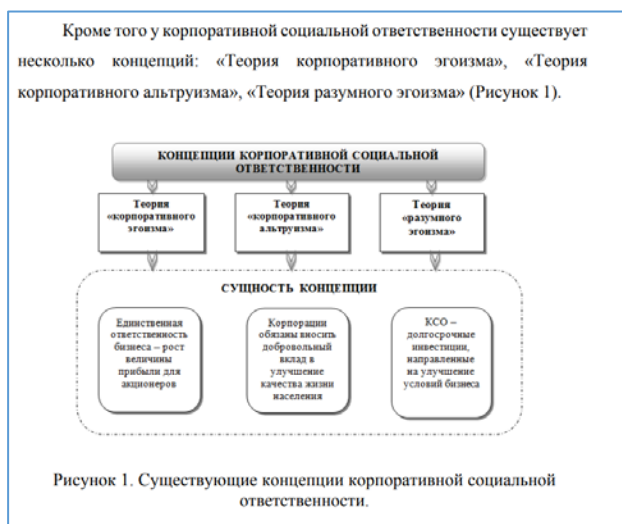 Кроме того у корпоративной социальной ответственности существует
несколько концепций: «Теория корпоративного эгоизма», «Теория
корпоративного альтруизма», «Теория разумного эгоизма» (Рисунок 1).
КОНЦЕПЦИИ КОРПОРАТИВНОЙ СОЦИАЛЬНОЙ
ОТВЕТСТВЕННОСТИ
Теория
«корпоративного
эгоизма»
Теория
«корпоративного
альтруизма»
Теория
«разумного
эгоизма»
СУЩНОСТЬ КОНЦЕПЦИИ
Единственная
ответственность
бизнеса – рост
величины
прибыли для
акционеров
Корпорации
обязаны вносить
добровольный
вклад в
улучшение
качества жизни
населения
КСО –
долгосрочные
инвестиции,
направленные
на улучшение
условий бизнеса
Рисунок 1. Существующие концепции корпоративной социальной
ответственности.